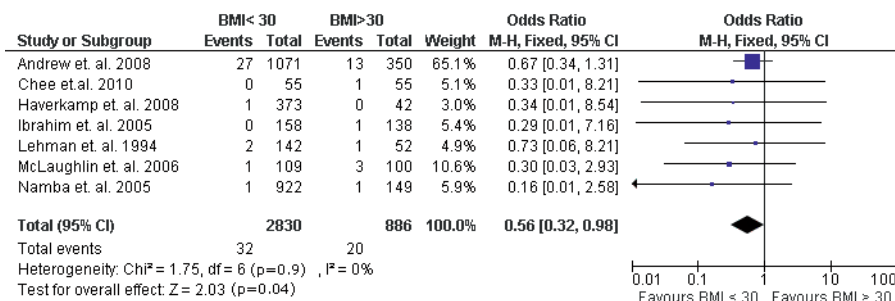 BMI< 30 BMI>30 Odds Ratio Odds Ratio
Study or Subgroup Events Total Events Total Weight M-H, Fixed, 95% CI M-H, Fixed, 95% CI
Andrew et. al. 2008 27 1071 13 350 65.1% 0.67 [0.34, 1.31]
Chee et.al. 2010 0 55 1 55 5.1% 0.33 [0.01, 8.21]
Haverkamp et al. 2008 1 373 0 42 3.0% 0.34 [0.01, 8.54]
Ibrahim et. al. 2005 0 158 1 138 5.4% 0.29 [0.01, 7.16]
Lehman et. al. 1994 2 142 1 52 4.9% 0.73 [0.06, 8.21]
McLaughlin et al. 2006 1 109 3 100 10.6% 0.30 [0.03, 2.93]
Namba et al. 2005 1 922 1 149 5.9% 0.16 [0.01, 2.58]
Total (95% CI) 2830 886 100.0% 0.56 [0.32, 0.98]
Total events 32 20
Heterogeneity: Chi² = 1.75, df = 6 (p=0.9) , I² = 0%
Test for overall effect: Z = 2.03 (p=0.04)
0.01 0.1 1 10 100
Favours BMI < 30 Favours BMI > 30